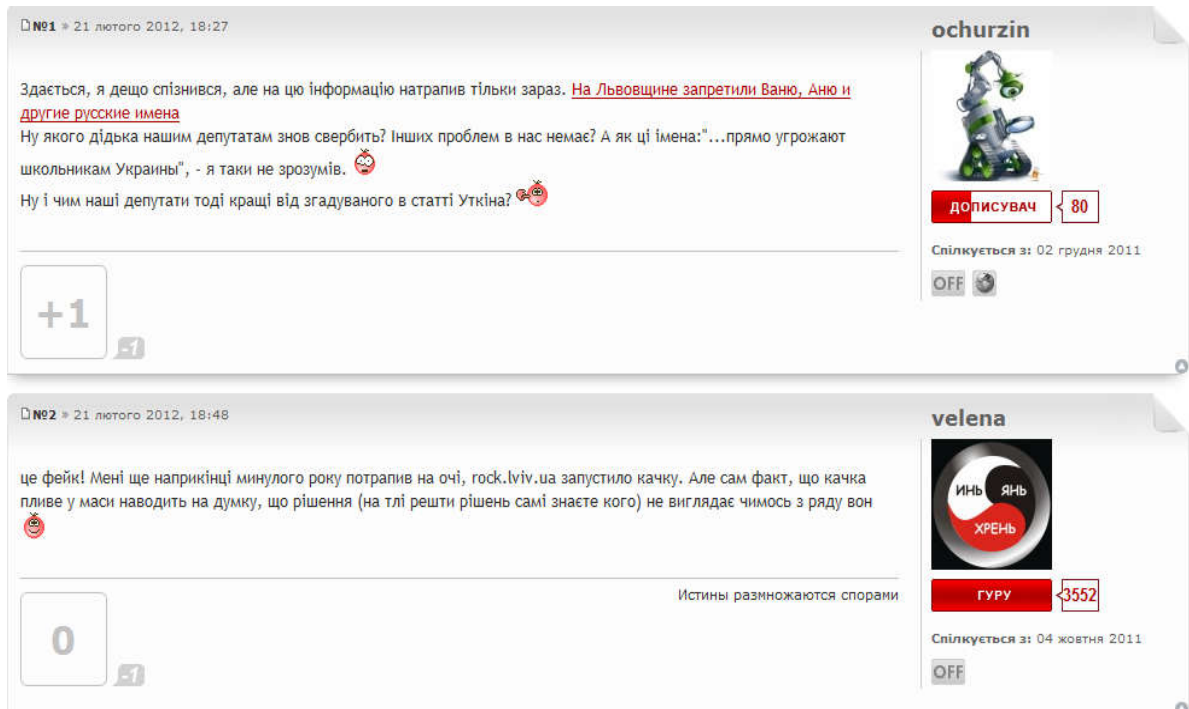 №1 » 21 лютого 2012, 18:27
ochurzin
Здається, я дещо спізнився, але на цю інформацію натрапив тільки зараз. На Львовщине запретили Ваню, Аню и
другие русские имена
Ну якого дідька нашим депутатам знов свербить? Інших проблем в нас немає? А як ці імена:"...прямо угрожают
школьникам Украины", - я таки не зрозумів.
Ну і чим наші депутати тоді кращі від згадуваного в статті Уткіна?
ДОПИСУВАЧ 80
Спілкується з: 02 грудня 2011
OFF
+1
-1
№2 » 21 лютого 2012, 18:48
velena
це фейк! Мені ще наприкінці минулого року потрапив на очі, rock.lviv.ua запустило качку. Але сам факт, що качка
пливе у маси наводить на думку, що рішення (на тлі решти рішень самі знаєте кого) не виглядає чимось з ряду вон
ИНЬ ЯНЬ
ХРЕНЬ
Истины размножаются спорами
ГУРУ 3552
Спілкується з: 04 жовтня 2011
OFF
0
-1